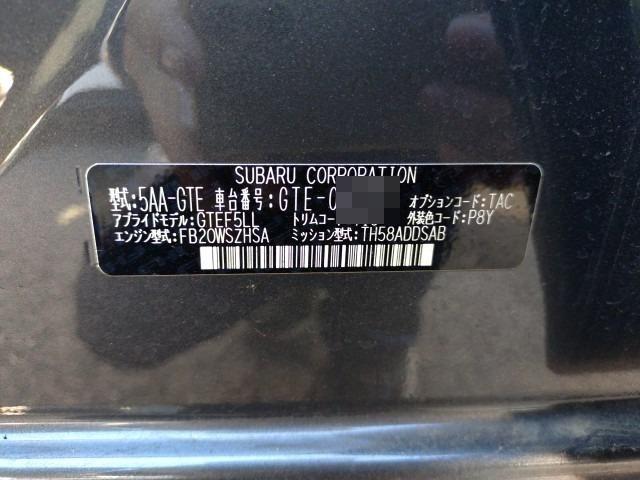 SUBARU CORPORATION
型式:5AA-GTE 車台番号:GTE- オプションコード:TAC
アプライドモデル:GTEF5LL トリムコー 外装色コード:P8Y
エンジン型式:FB20WSZHSA ミッション型式:TH58ADDSAB